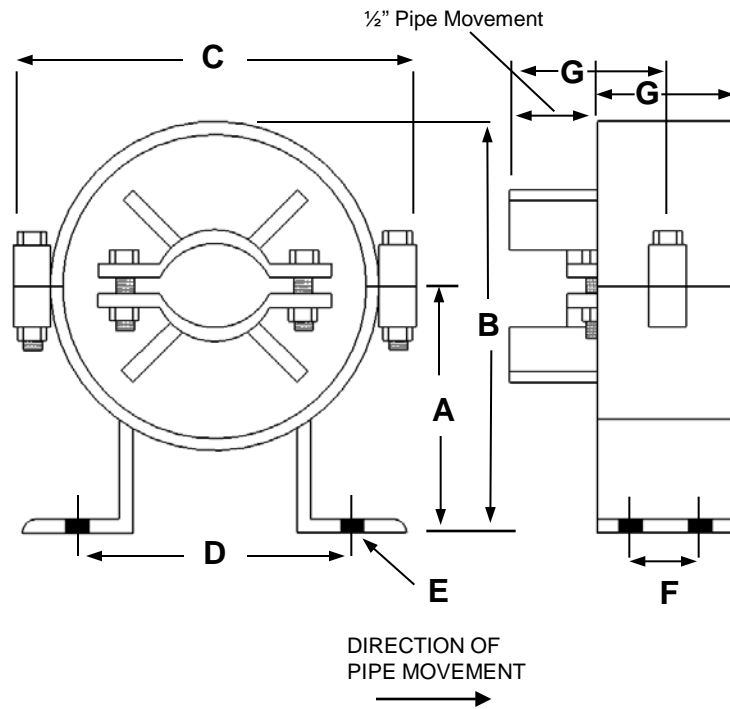 ½” Pipe Movement
C
G
G
B
A
D
E
F
DIRECTION OF
PIPE MOVEMENT